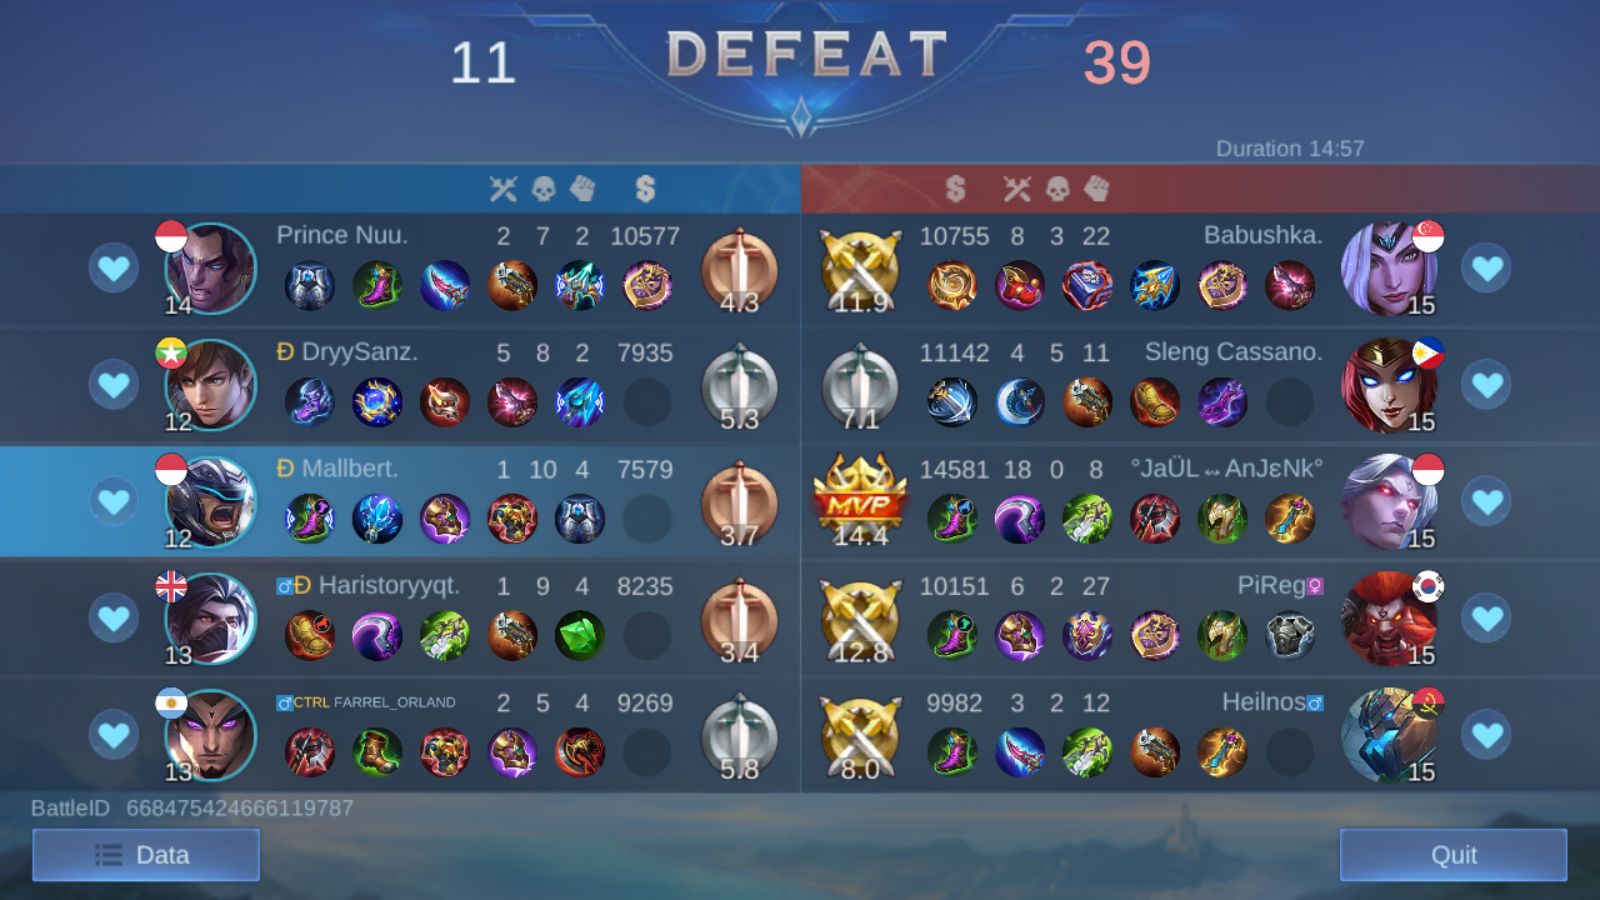 11 DEFEAT 39
Duration 14:57
Prince Nuu. 2 7 2 10577
14 4.3
10755 8 3 22 Babushka.
11.9 15
Ð DryySanz. 5 8 2 7935
12 5.3
11142 4 5 11 Sleng Cassano.
7.1 15
Ð Mallbert. 1 10 4 7579
12 3.7
14581 18 0 8 °JaÜL↔AnJɛNk°
MVP
14.4 15
♂Ð Haristoryyqt. 1 9 4 8235
13 3.4
10151 6 2 27 PiReg♀
12.8 15
♂CTRL FARREL_ORLAND 2 5 4 9269
13 5.8
9982 3 2 12 Heilnos♂
8.0 15
BattleID 668475424666119787
Data
Quit